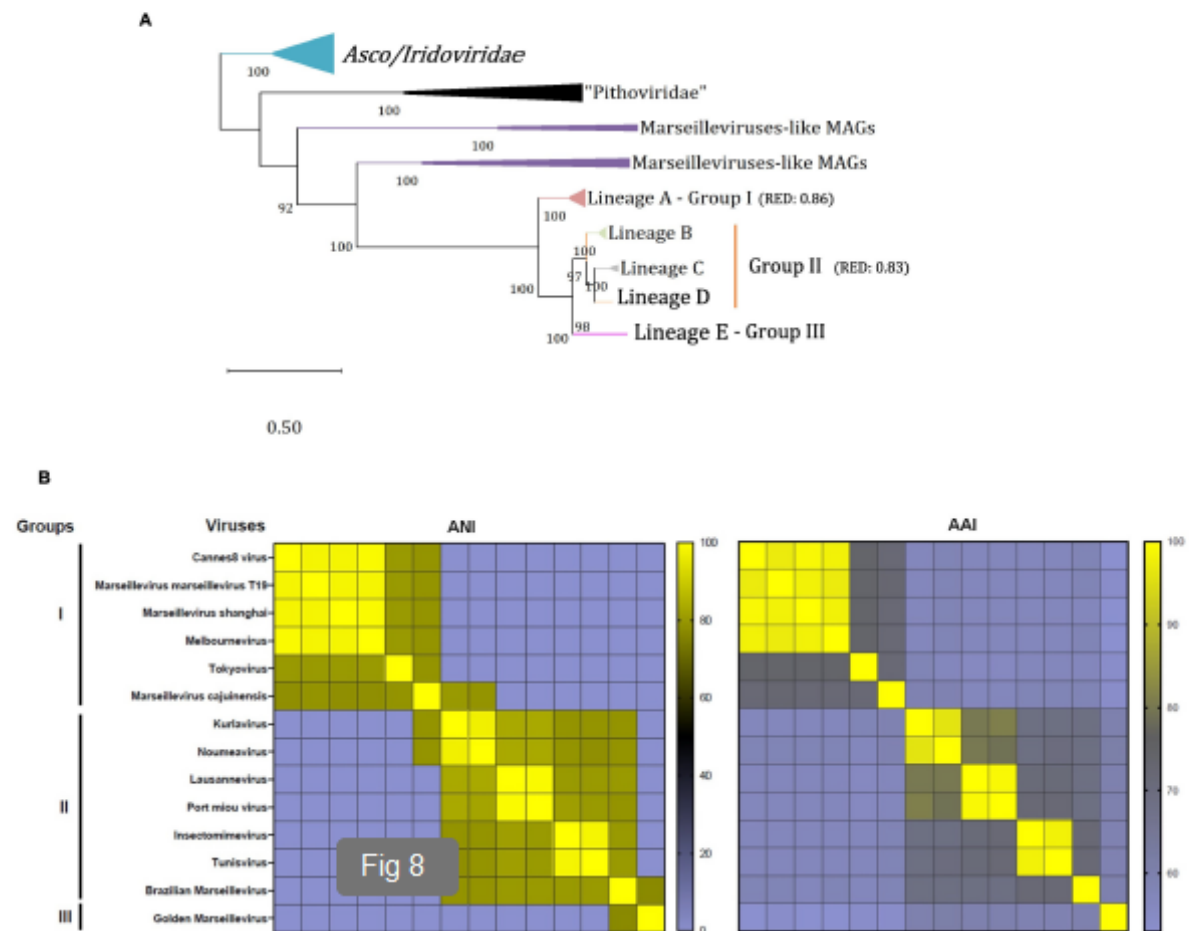 A
Asco/Iridoviridae
100
"Pithoviridae"
100
Marseilleviruses-like MAGs
100
Marseilleviruses-like MAGs
100
Lineage A - Group I (RED: 0.86)
100
92
Lineage B
100
100
Lineage C
Group II (RED: 0.83)
97
100
100
Lineage D
98
Lineage E - Group III
100
0.50
B
Groups Viruses ANI AAI
Cannes8 virus
Marseillevirus marseillevirus T19
I
Marseillevirus shanghai
Melbournevirus
Tokyovirus
Marseillevirus cajuinensis
Kurlavirus
Noumeavirus
Lausannevirus
II
Port miou virus
Insectomimevirus
Tunisvirus
Brazilian Marseillevirus
III
Golden Marseillevirus
Fig 8
100
80
60
40
20
0
100
90
80
70
60